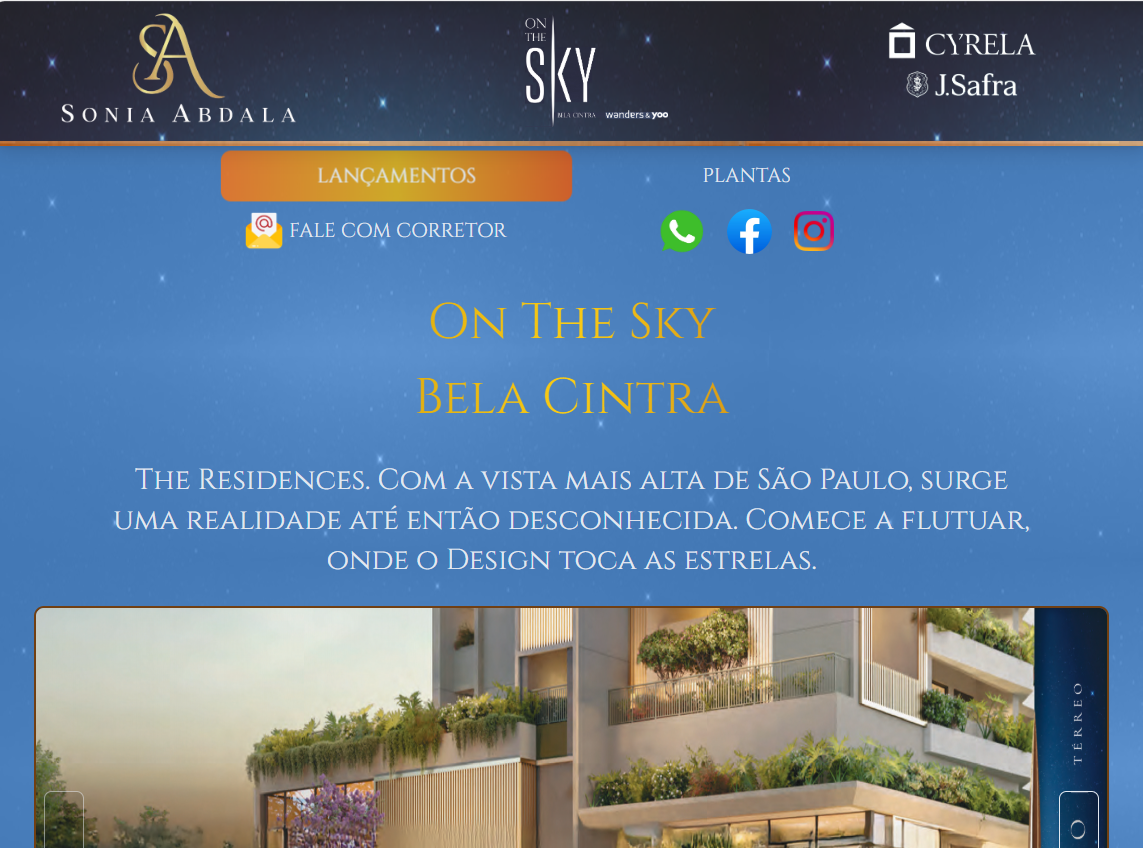 SONIA ABDALA
ON
THE
SKY
BELA CINTRA
wanders & yoo
CYRELA
J.Safra
LANÇAMENTOS
PLANTAS
FALE COM CORRETOR
ON THE SKY
BELA CINTRA
THE RESIDENCES. COM A VISTA MAIS ALTA DE SÃO PAULO, SURGE
UMA REALIDADE ATÉ ENTÃO DESCONHECIDA. COMECE A FLUTUAR,
ONDE O DESIGN TOCA AS ESTRELAS.
TÉRREO